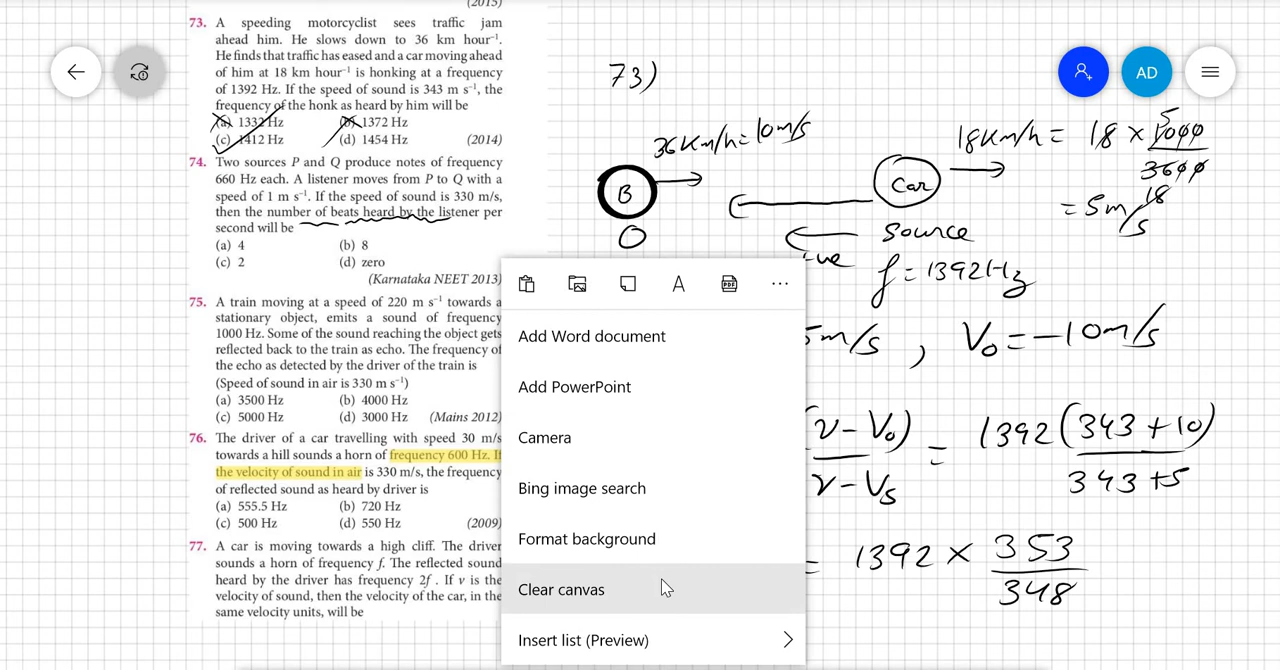 (2015)
73. A speeding motorcyclist sees traffic jam
ahead him. He slows down to 36 km hour⁻¹.
He finds that traffic has eased and a car moving ahead
of him at 18 km hour⁻¹ is honking at a frequency
of 1392 Hz. If the speed of sound is 343 m s⁻¹, the
frequency of the honk as heard by him will be
(a) 1332 Hz (b) 1372 Hz
(c) 1412 Hz (d) 1454 Hz (2014)
74. Two sources P and Q produce notes of frequency
660 Hz each. A listener moves from P to Q with a
speed of 1 m s⁻¹. If the speed of sound is 330 m/s,
then the number of beats heard by the listener per
second will be
(a) 4 (b) 8
(c) 2 (d) zero
(Karnataka NEET 2013)
75. A train moving at a speed of 220 m s⁻¹ towards a
stationary object, emits a sound of frequency
1000 Hz. Some of the sound reaching the object gets
reflected back to the train as echo. The frequency of
the echo as detected by the driver of the train is
(Speed of sound in air is 330 m s⁻¹)
(a) 3500 Hz (b) 4000 Hz
(c) 5000 Hz (d) 3000 Hz (Mains 2012)
76. The driver of a car travelling with speed 30 m/s
towards a hill sounds a horn of frequency 600 Hz. If
the velocity of sound in air is 330 m/s, the frequency
of reflected sound as heard by driver is
(a) 555.5 Hz (b) 720 Hz
(c) 500 Hz (d) 550 Hz (2009)
77. A car is moving towards a high cliff. The driver
sounds a horn of frequency f. The reflected sound
heard by the driver has frequency 2f. If v is the
velocity of sound, then the velocity of the car, in the
same velocity units, will be
73)
36Km/h=10m/s
18Km/h = 18 × 5000/3600
18
= 5m/s
B
Car
O
source
+ve
f = 1392Hz
5m/s , Vo = -10m/s
(v - Vo) / v - Vs = 1392 (343 + 10) / 343 + 5
= 1392 × 353 / 348
AD
PDF
A
Add Word document
Add PowerPoint
Camera
Bing image search
Format background
Clear canvas
Insert list (Preview)